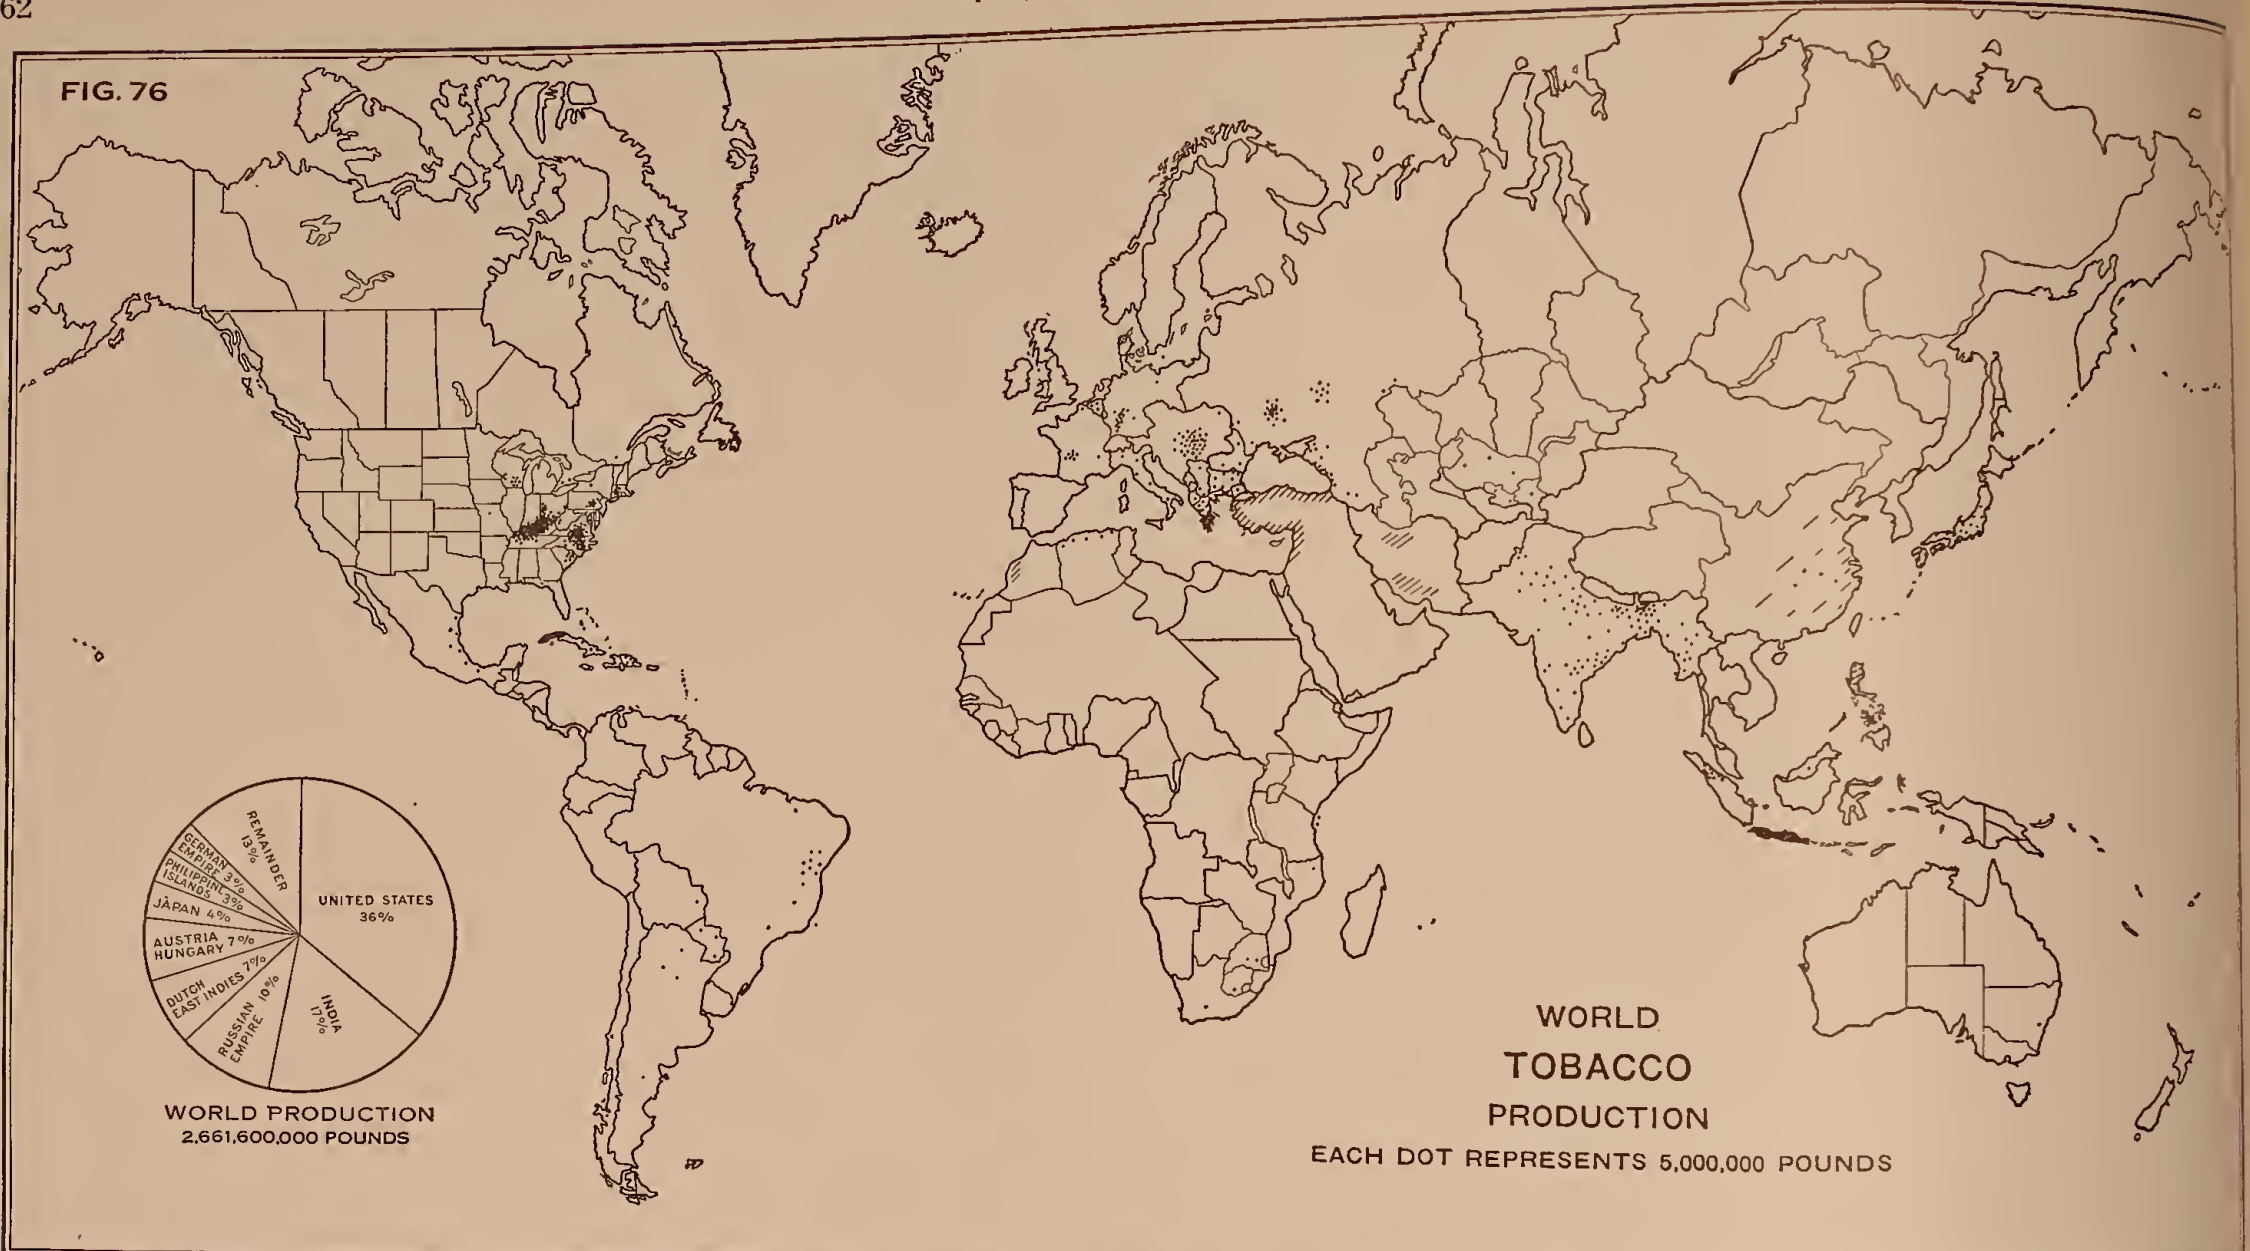 62
FIG. 76
REMAINDER
13%
UNITED STATES
36%
GERMAN
EMPIRE 3%
PHILIPPINE
ISLANDS 3%
JAPAN 4%
AUSTRIA
HUNGARY 7%
DUTCH
EAST INDIES 7%
RUSSIAN
EMPIRE 10%
INDIA
17%
WORLD PRODUCTION
2,661,600,000 POUNDS
WORLD
TOBACCO
PRODUCTION
EACH DOT REPRESENTS 5,000,000 POUNDS